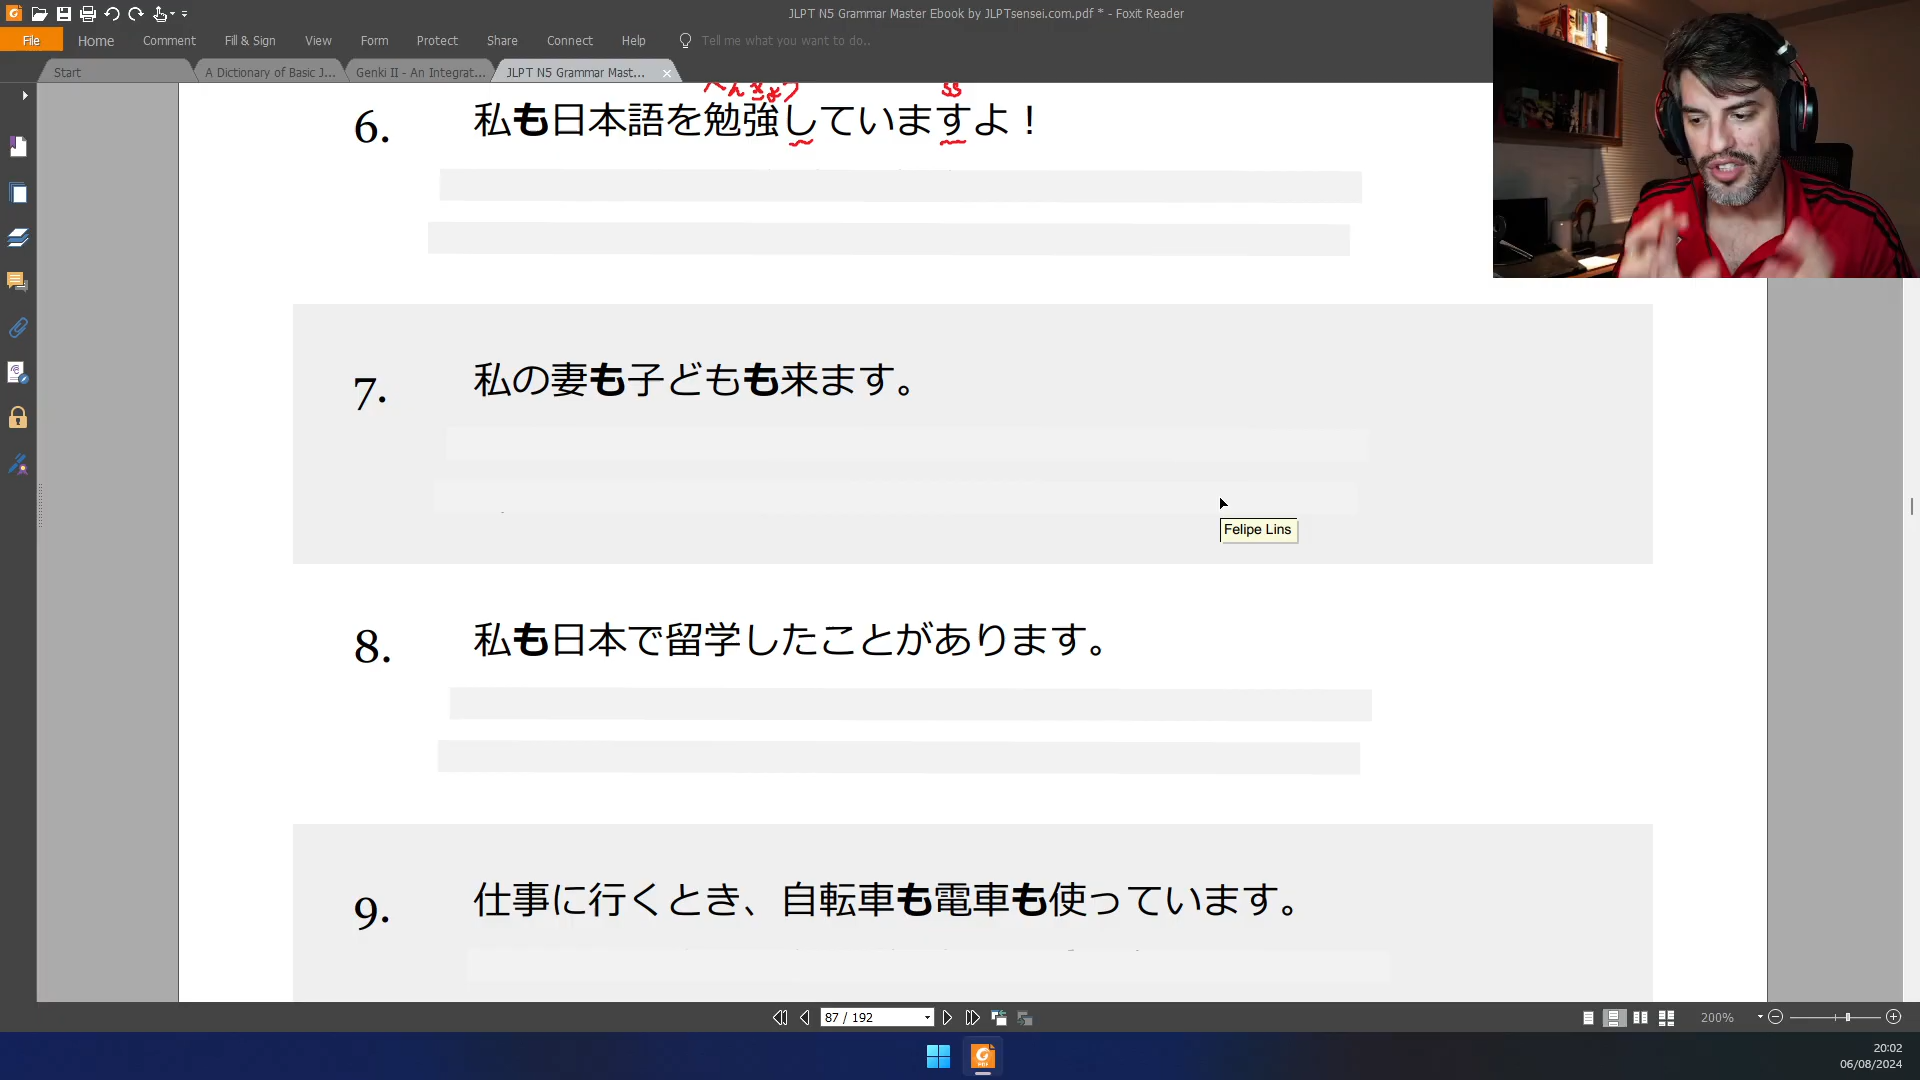 JLPT N5 Grammar Master Ebook by JLPTsensei.com.pdf * - Foxit Reader
File Home Comment Fill & Sign View Form Protect Share Connect Help Tell me what you want to do..
Start A Dictionary of Basic J... Genki II - An Integrat... JLPT N5 Grammar Mast...
べんきょう
6. 私も日本語を勉強していますよ！
7. 私の妻も子どもも来ます。
Felipe Lins
8. 私も日本で留学したことがあります。
9. 仕事に行くとき、自転車も電車も使っています。
87 / 192 200%
20:02
06/08/2024